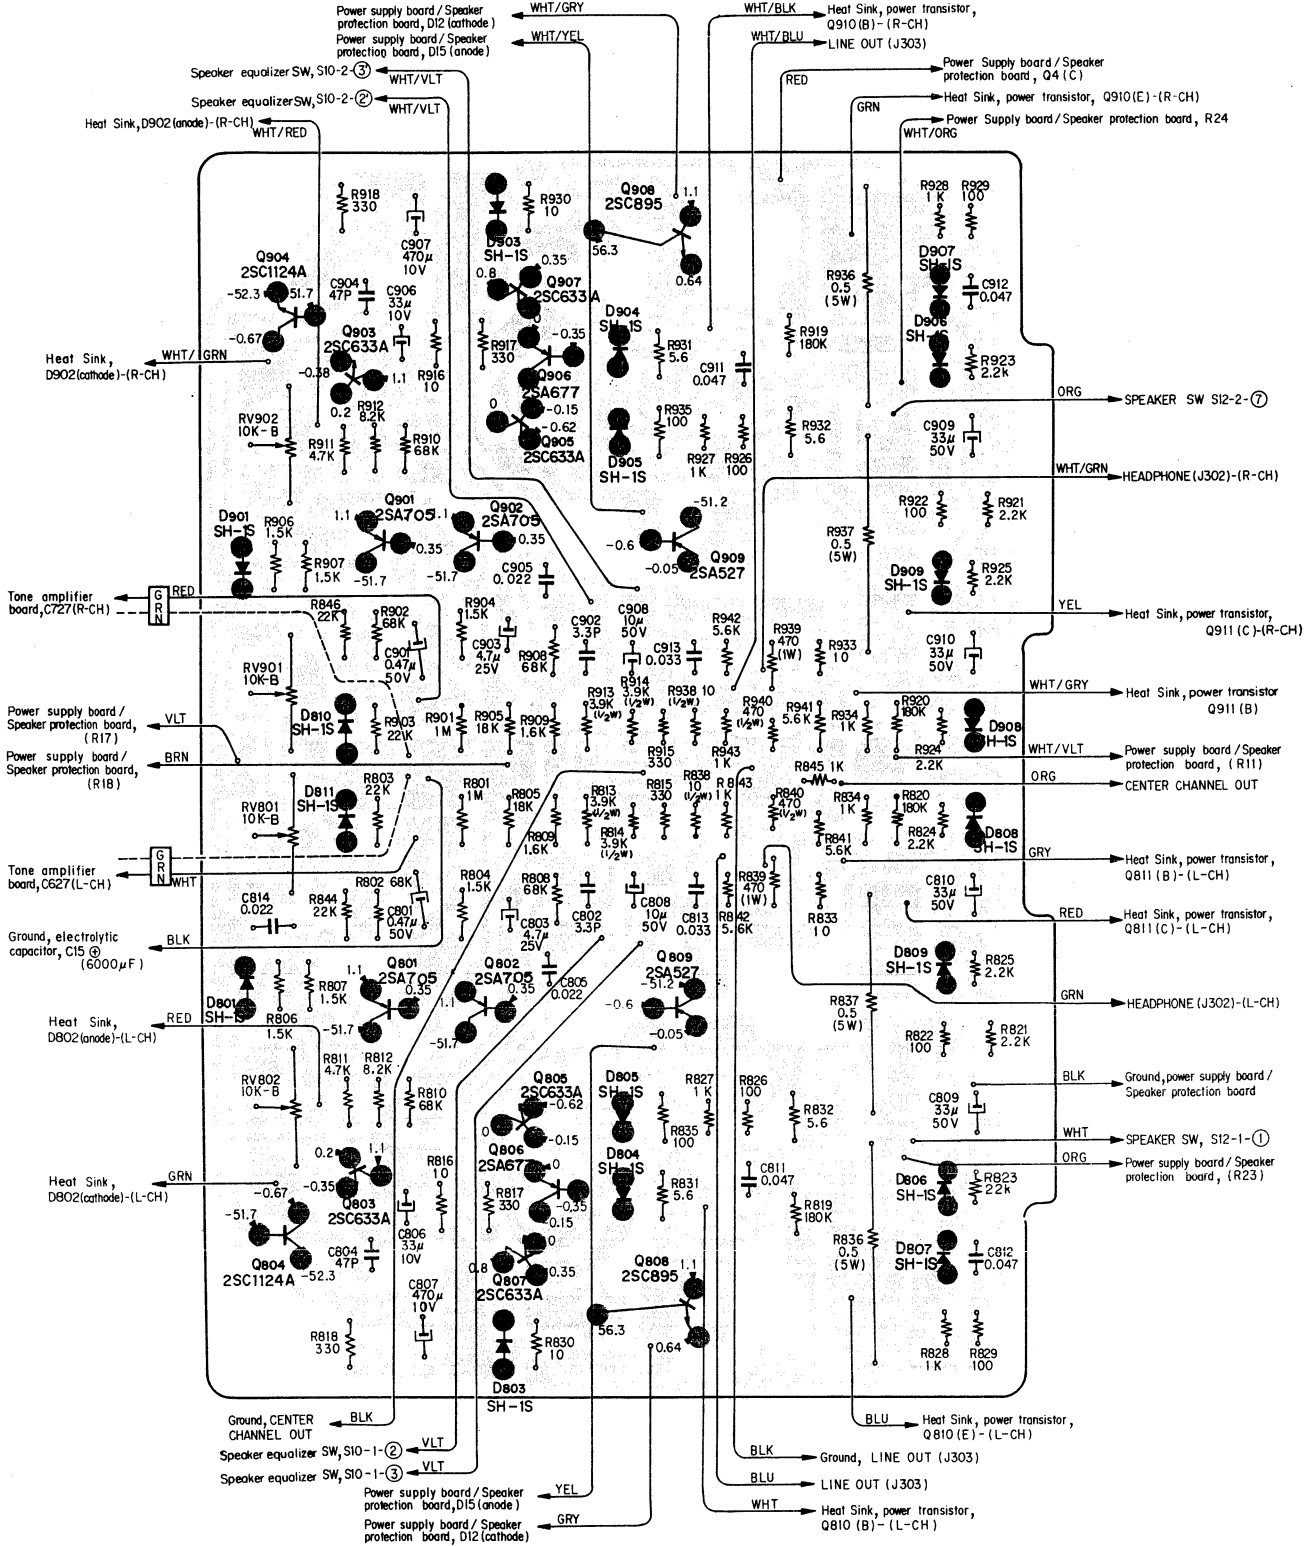 Power supply board / Speaker
protection board, D12 (cathode)
WHT/GRY
Power supply board / Speaker
protection board, D15 (anode)
WHT/YEL
Speaker equalizer SW, S10-2-③'
WHT/VLT
Speaker equalizer SW, S10-2-②'
WHT/VLT
Heat Sink, D902 (anode)-(R-CH)
WHT/RED
WHT/BLK
Heat Sink, power transistor,
Q910 (B)-(R-CH)
WHT/BLU
LINE OUT (J303)
RED
Power Supply board / Speaker
protection board, Q4 (C)
GRN
Heat Sink, power transistor, Q910 (E)-(R-CH)
WHT/ORG
Power Supply board / Speaker protection board, R24
R918
330
C907
470μ
10V
D903
SH-1S
R930
10
Q908
2SC895
1.1
56.3
0.64
R928
1K
R929
100
Q904
2SC1124A
-52.3
51.7
-0.67
C904
47P
C906
33μ
10V
0.8
0.35
Q907
2SC633A
0
D907
SH-1S
C912
0.047
R936
0.5
(5W)
D906
SH-1S
Q903
2SC633A
-0.38
1.1
0.2
R916
10
R917
330
-0.35
Q906
2SA677
D904
SH-1S
R931
5.6
C911
0.047
R919
180K
R923
2.2K
Heat Sink,
D902 (cathode)-(R-CH)
WHT/GRN
ORG
SPEAKER SW S12-2-⑦
RV902
10K-B
R911
4.7K
R912
8.2K
R910
68K
0
-0.15
-0.62
Q905
2SC633A
D905
SH-1S
R935
100
R927
1K
R926
100
R932
5.6
C909
33μ
50V
WHT/GRN
HEADPHONE (J302)-(R-CH)
D901
SH-1S
R906
1.5K
R907
1.5K
Q901
2SA705
1.1
0.35
-51.7
Q902
2SA705
1.1
0.35
-51.7
C905
0.022
-51.2
-0.6
-0.05
Q909
2SA527
R937
0.5
(5W)
R922
100
R921
2.2K
D909
SH-1S
R925
2.2K
Tone amplifier
board, C727 (R-CH)
GRN
RED
YEL
Heat Sink, power transistor,
Q911 (C)-(R-CH)
R846
22K
R902
68K
C901
0.47μ
50V
R904
1.5K
C903
4.7μ
25V
R908
68K
C902
3.3P
C908
10μ
50V
C913
0.033
R942
5.6K
R939
470
(1W)
R933
10
C910
33μ
50V
RV901
10K-B
WHT/GRY
Heat Sink, power transistor
Q911 (B)
D810
SH-1S
R903
22K
R901
1M
R905
18K
R909
1.6K
R913
3.9K
(1/2W)
R914
3.9K
(1/2W)
R938 10
(1/2W)
R915
330
R943
1K
R940
470
(1/2W)
R941
5.6K
R934
1K
R920
180K
R924
2.2K
D908
SH-1S
Power supply board /
Speaker protection board,
(R17)
VLT
Power supply board /
Speaker protection board,
(R18)
BRN
WHT/VLT
Power supply board / Speaker
protection board, (R11)
R845 1K
ORG
CENTER CHANNEL OUT
RV801
10K-B
D811
SH-1S
R803
22K
R801
1M
R805
18K
R809
1.6K
R813
3.9K
(1/2W)
R814
3.9K
(1/2W)
R815
330
R838
10
(1/2W)
R843
1K
R840
470
(1/2W)
R841
5.6K
R834
1K
R820
180K
R824
2.2K
D808
SH-1S
GRY
Heat Sink, power transistor,
Q811 (B)-(L-CH)
Tone amplifier
board, C627 (L-CH)
GRN
WHT
C814
0.022
R844
22K
R802
68K
C801
0.47μ
50V
R804
1.5K
C803
4.7μ
25V
R808
68K
C802
3.3P
C808
10μ
50V
C813
0.033
R842
5.6K
R839
470
(1W)
R833
10
C810
33μ
50V
RED
Heat Sink, power transistor,
Q811 (C)-(L-CH)
Ground, electrolytic
capacitor, C15 ⊕
(6000μF)
BLK
D801
SH-1S
R806
1.5K
R807
1.5K
Q801
2SA705
1.1
0.35
-51.7
Q802
2SA705
1.1
0.35
-51.7
C805
0.022
Q809
2SA527
-51.2
-0.6
-0.05
R837
0.5
(5W)
D809
SH-1S
R825
2.2K
GRN
HEADPHONE (J302)-(L-CH)
R822
100
R821
2.2K
Heat Sink,
D802 (anode)-(L-CH)
RED
RV802
10K-B
R811
4.7K
R812
8.2K
R810
68K
Q805
2SC633A
-0.62
0
-0.15
D805
SH-1S
R835
100
R827
1K
R826
100
R832
5.6
C809
33μ
50V
BLK
Ground, power supply board /
Speaker protection board
WHT
SPEAKER SW, S12-1-①
ORG
Power supply board / Speaker
protection board, (R23)
Heat Sink,
D802 (cathode)-(L-CH)
GRN
0.2
1.1
-0.35
Q803
2SC633A
R816
10
R817
330
Q806
2SA677
0
-0.35
0.15
D804
SH-1S
R831
5.6
C811
0.047
R819
180K
D806
SH-1S
R823
22K
-0.67
-51.7
Q804
2SC1124A
-52.3
C804
47P
C806
33μ
10V
0
0.8
0.35
Q807
2SC633A
R836
0.5
(5W)
D807
SH-1S
C812
0.047
Q808
2SC895
1.1
56.3
0.64
C807
470μ
10V
R818
330
D803
SH-1S
R830
10
R828
1K
R829
100
Ground, CENTER
CHANNEL OUT
BLK
Speaker equalizer SW, S10-1-②
VLT
Speaker equalizer SW, S10-1-③
VLT
Power supply board / Speaker
protection board, D15 (anode)
YEL
Power supply board / Speaker
protection board, D12 (cathode)
GRY
BLU
Heat Sink, power transistor,
Q810 (E)-(L-CH)
BLK
Ground, LINE OUT (J303)
BLU
LINE OUT (J303)
WHT
Heat Sink, power transistor,
Q810 (B)-(L-CH)